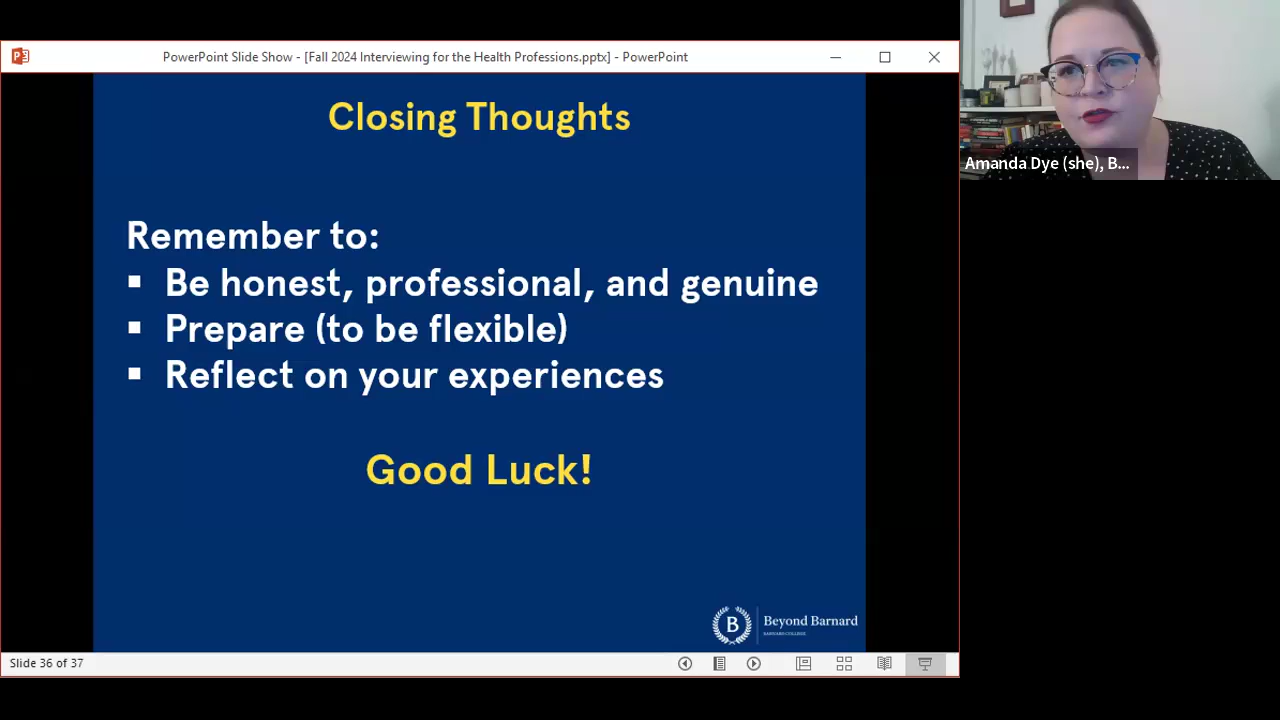 PowerPoint Slide Show - [Fall 2024 Interviewing for the Health Professions.pptx] - PowerPoint
Closing Thoughts
Remember to:
▪ Be honest, professional, and genuine
▪ Prepare (to be flexible)
▪ Reflect on your experiences
Good Luck!
B
Beyond Barnard
BARNARD COLLEGE
Slide 36 of 37
Amanda Dye (she), B...